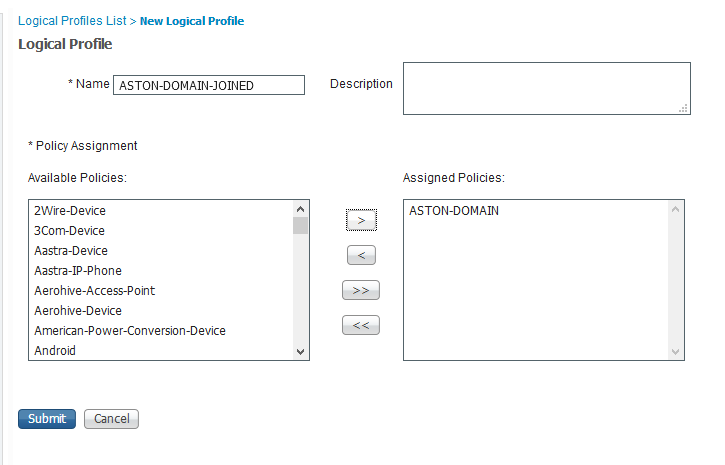 Logical Profiles List > New Logical Profile
Logical Profile
* Name ASTON-DOMAIN-JOINED Description
* Policy Assignment
Available Policies: Assigned Policies:
2Wire-Device > ASTON-DOMAIN
3Com-Device
Aastra-Device <
Aastra-IP-Phone
Aerohive-Access-Point >>
Aerohive-Device
American-Power-Conversion-Device <<
Android
Submit Cancel